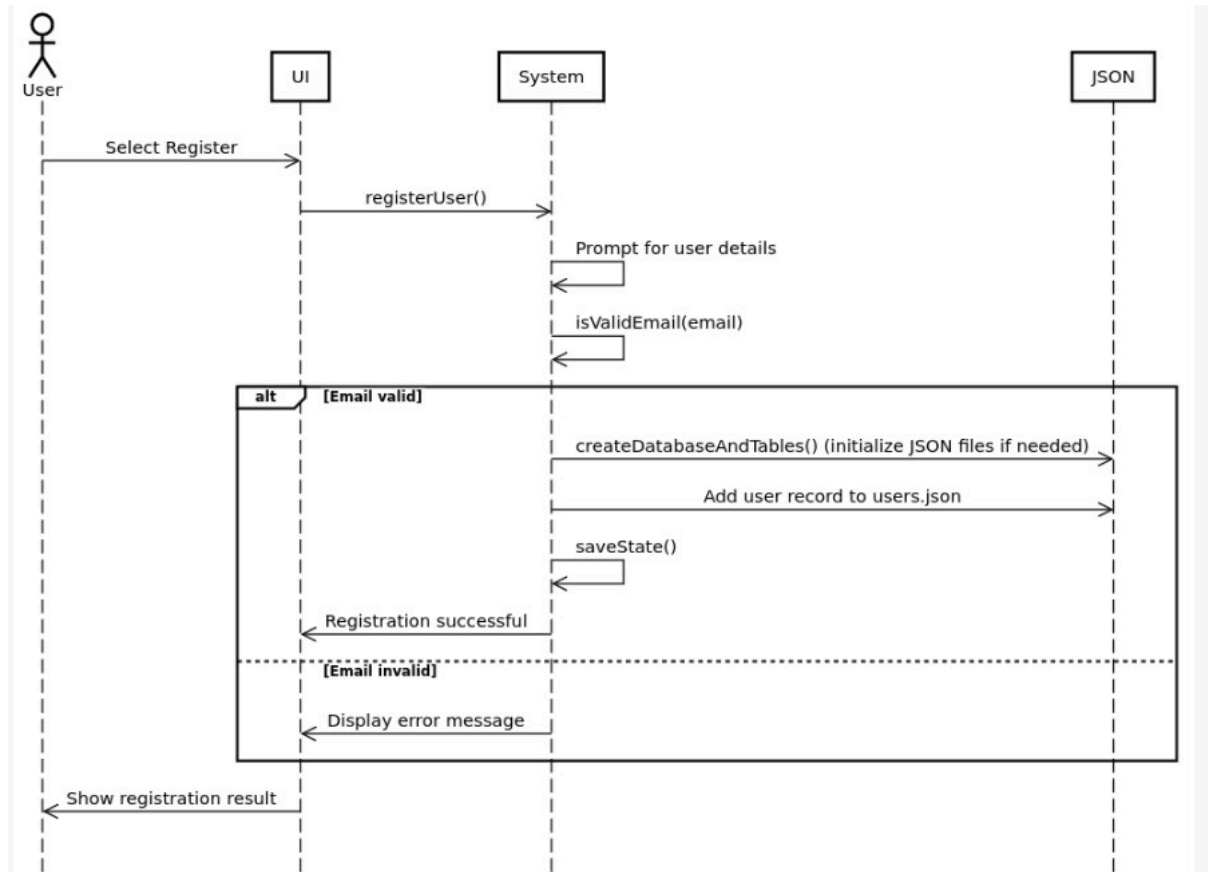 User
UI
System
JSON
Select Register
registerUser()
Prompt for user details
isValidEmail(email)
alt
[Email valid]
createDatabaseAndTables() (initialize JSON files if needed)
Add user record to users.json
saveState()
Registration successful
[Email invalid]
Display error message
Show registration result